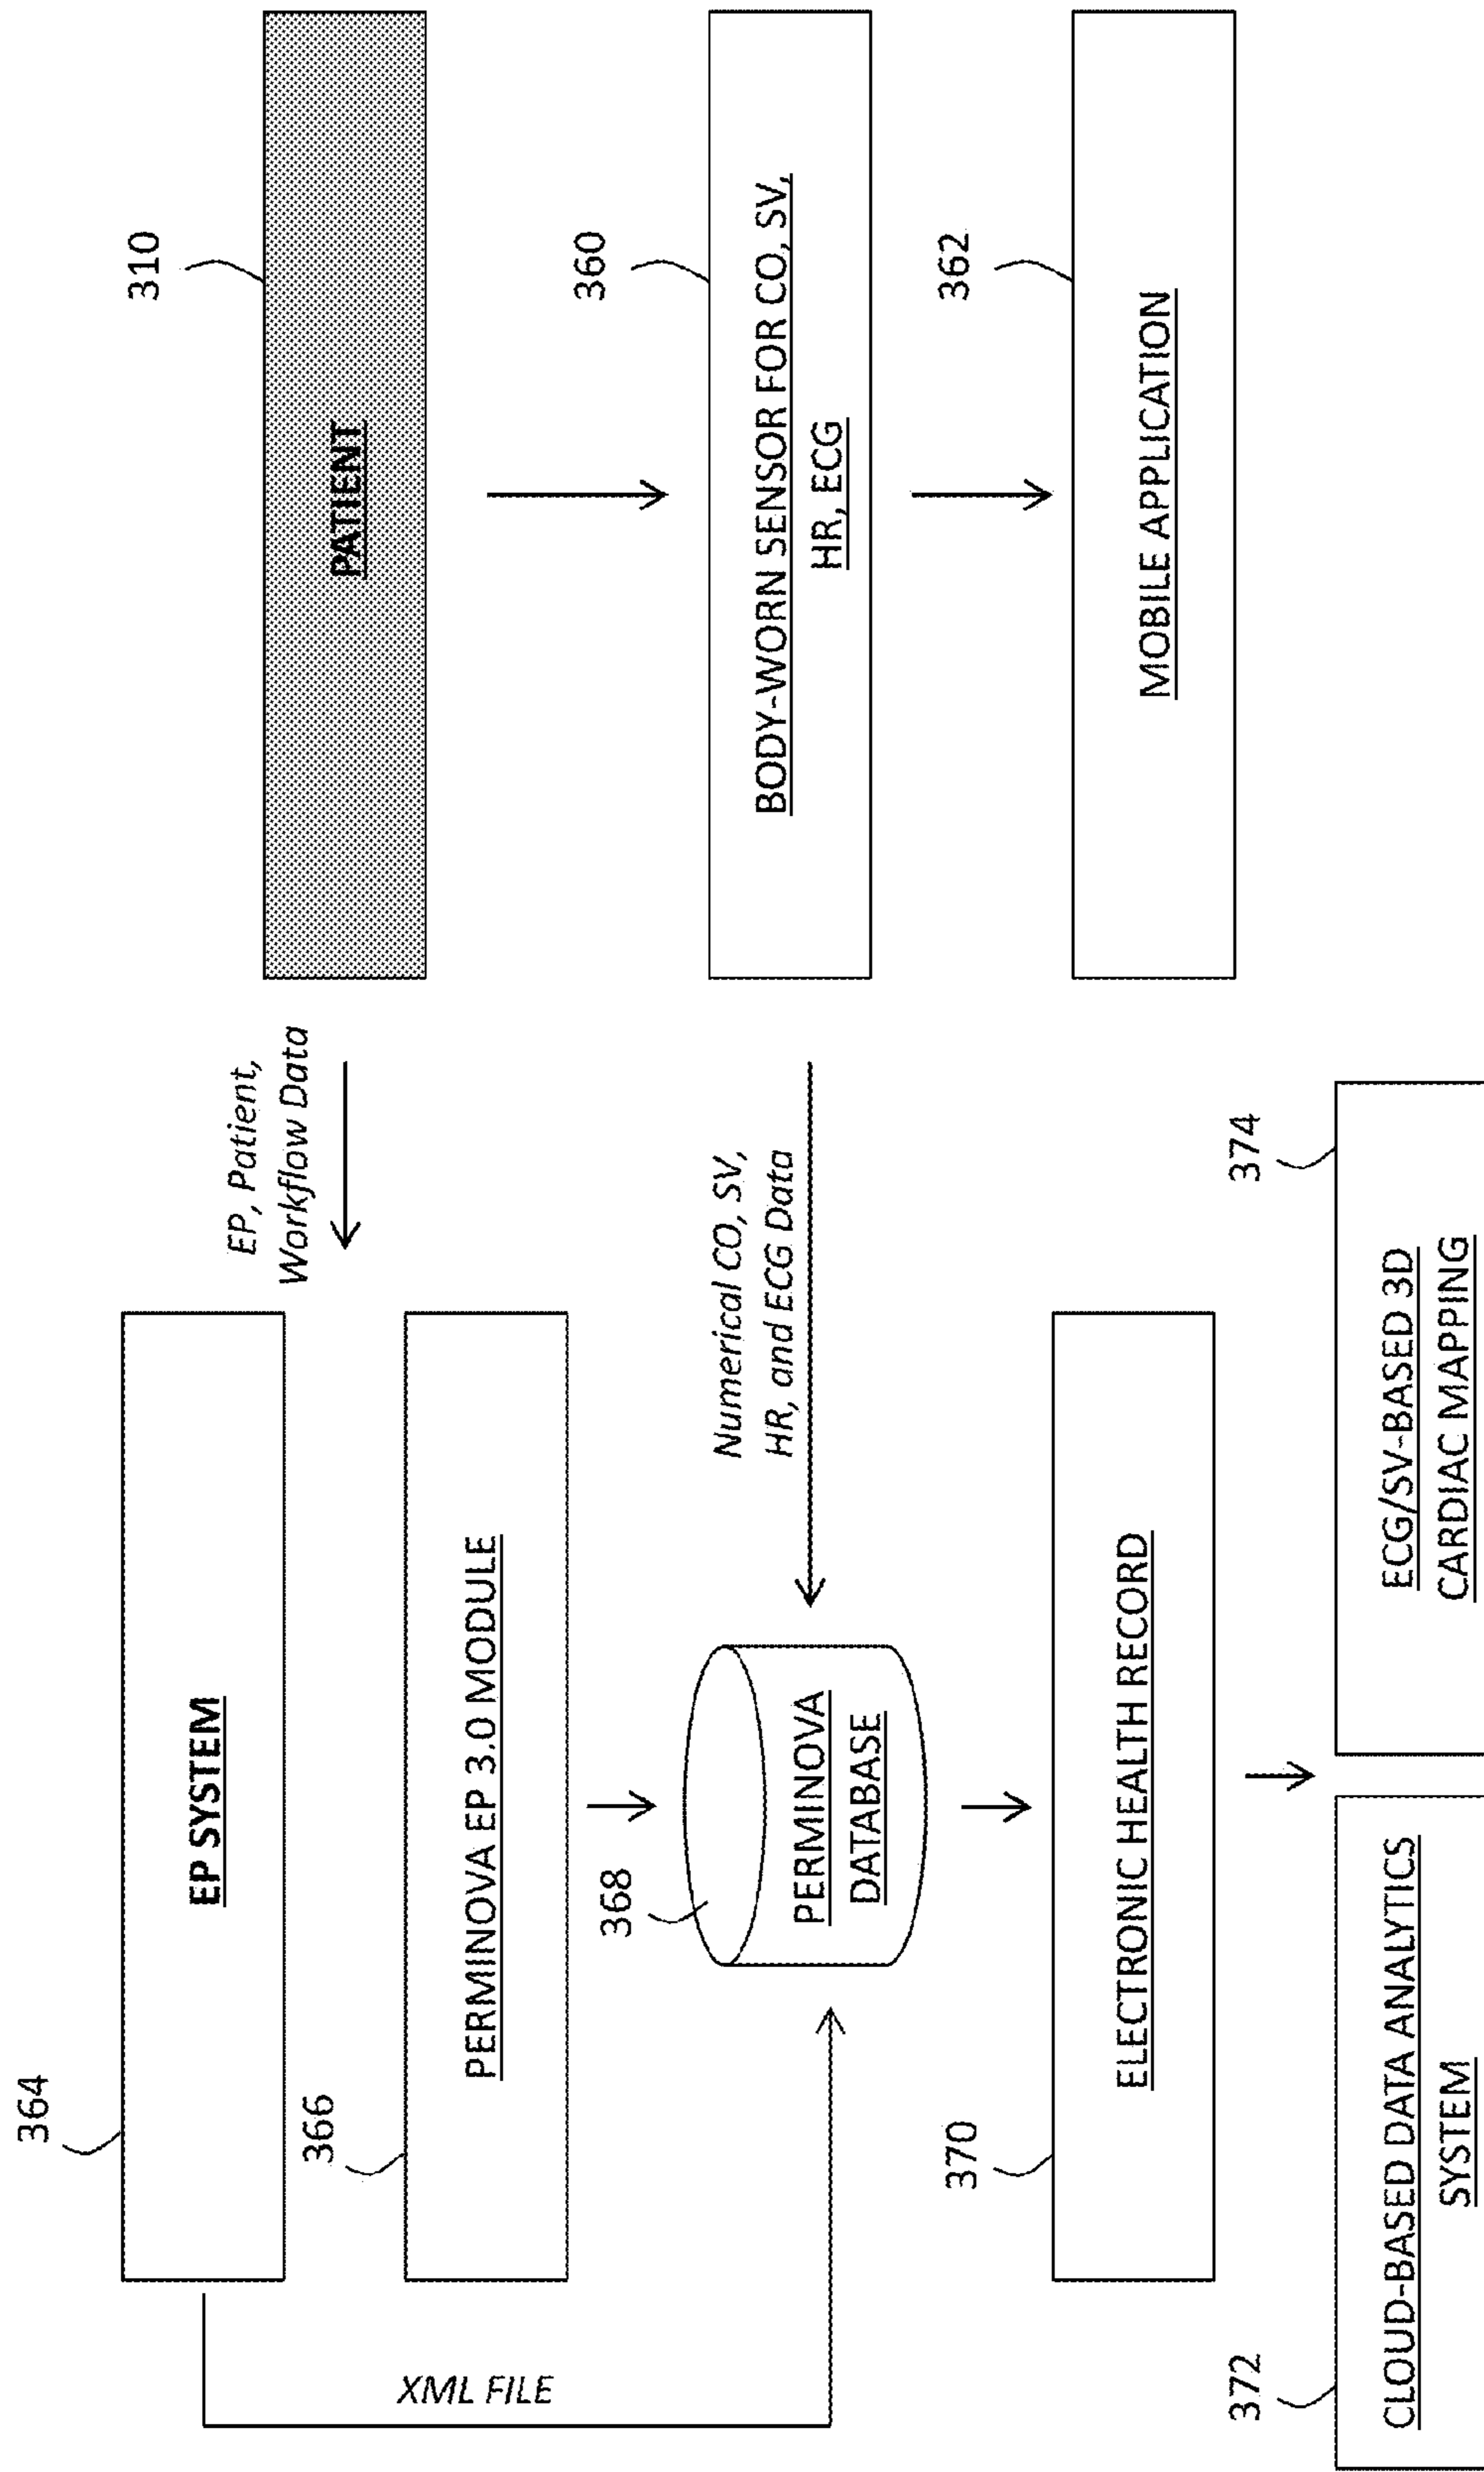 364
EP SYSTEM
366
PERMINOVA EP 3.0 MODULE
XML FILE
368
PERMINOVA
DATABASE
370
ELECTRONIC HEALTH RECORD
372
CLOUD-BASED DATA ANALYTICS
SYSTEM
374
ECG/SV-BASED 3D
CARDIAC MAPPING
EP, Patient,
Workflow Data
Numerical CO, SV,
HR, and ECG Data
310
PATIENT
360
BODY-WORN SENSOR FOR CO, SV,
HR, ECG
362
MOBILE APPLICATION